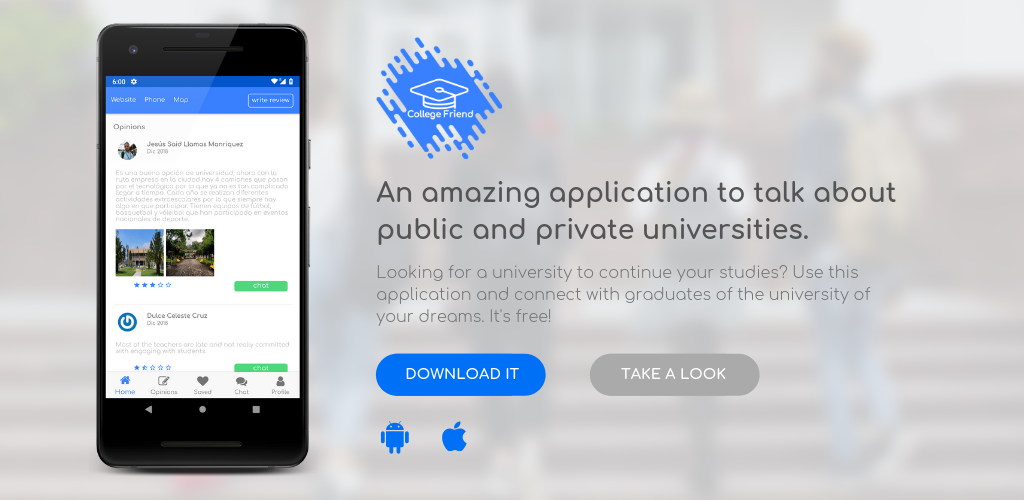 6:00
Website Phone Map write review
Opinions
Jesús Said Llamas Manriquez
Dic 2018
Es una buena opción de universidad, ahora con la
ruta empresa en la ciudad hay 4 camiones que pasan
por el tecnológico por lo que ya no es tan complicado
llegar a tiempo. Cada año se realizan diferentes
actividades extraescolares por lo que siempre hay
algo en que participar. Tienen equipos de fútbol,
basquetbol y voleibol que han participado en eventos
nacionales de deporte.
chat
Dulce Celeste Cruz
Dic 2018
Most of the teachers are late and not really committed
with engaging with students.
chat
Home Opinions Saved Chat Profile
College Friend
An amazing application to talk about
public and private universities.
Looking for a university to continue your studies? Use this
application and connect with graduates of the university of
your dreams. It's free!
DOWNLOAD IT TAKE A LOOK